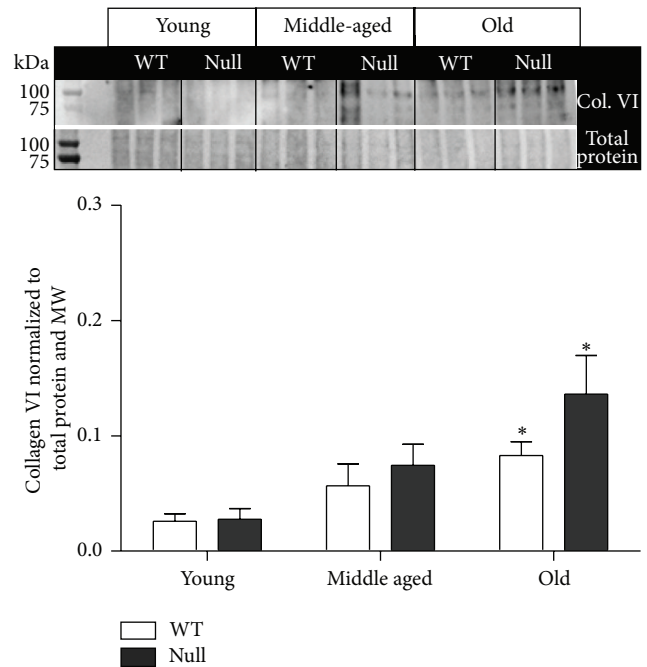 Young Middle-aged Old
kDa WT Null WT Null WT Null
100
75
Col. VI
100
75
Total
protein
Collagen VI normalized to
total protein and MW
0.3
0.2
0.1
0.0
* *
Young Middle aged Old
WT
Null